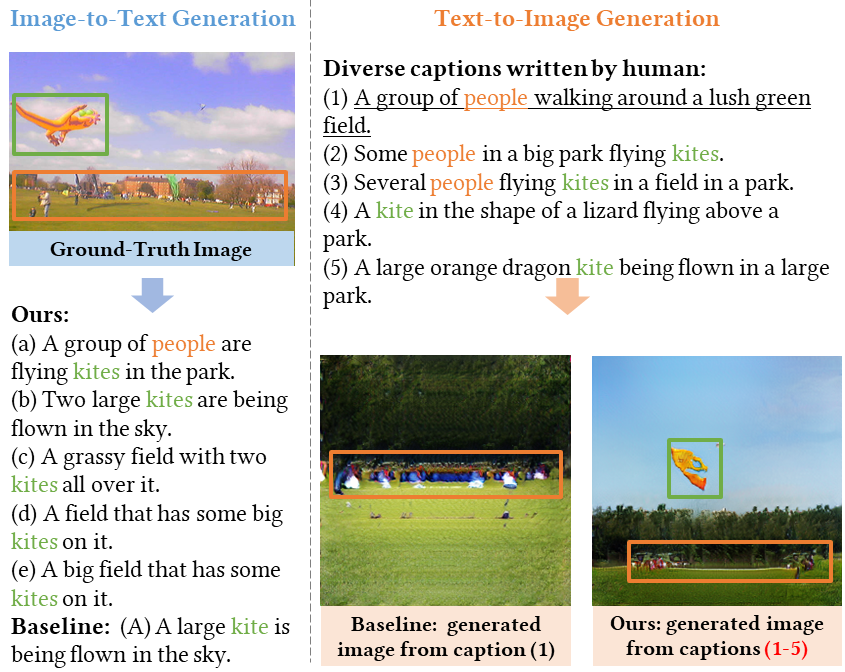 Image-to-Text Generation
Ground-Truth Image
Ours:
(a) A group of people are
flying kites in the park.
(b) Two large kites are being
flown in the sky.
(c) A grassy field with two
kites all over it.
(d) A field that has some big
kites on it.
(e) A big field that has some
kites on it.
Baseline: (A) A large kite is
being flown in the sky.
Text-to-Image Generation
Diverse captions written by human:
(1) A group of people walking around a lush green
field.
(2) Some people in a big park flying kites.
(3) Several people flying kites in a field in a park.
(4) A kite in the shape of a lizard flying above a
park.
(5) A large orange dragon kite being flown in a large
park.
Baseline: generated
image from caption (1)
Ours: generated image
from captions (1-5)